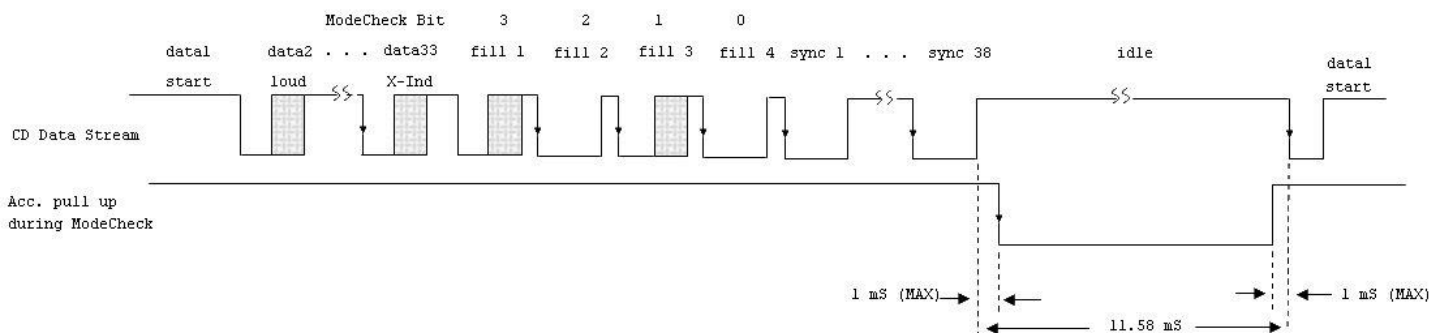 ModeCheck Bit 3 2 1 0
data1 data2 . . . data33 fill 1 fill 2 fill 3 fill 4 sync 1 . . . sync 38 idle data1
start loud X-Ind start
CD Data Stream
Acc. pull up
during ModeCheck
1 mS (MAX) 1 mS (MAX)
11.58 mS